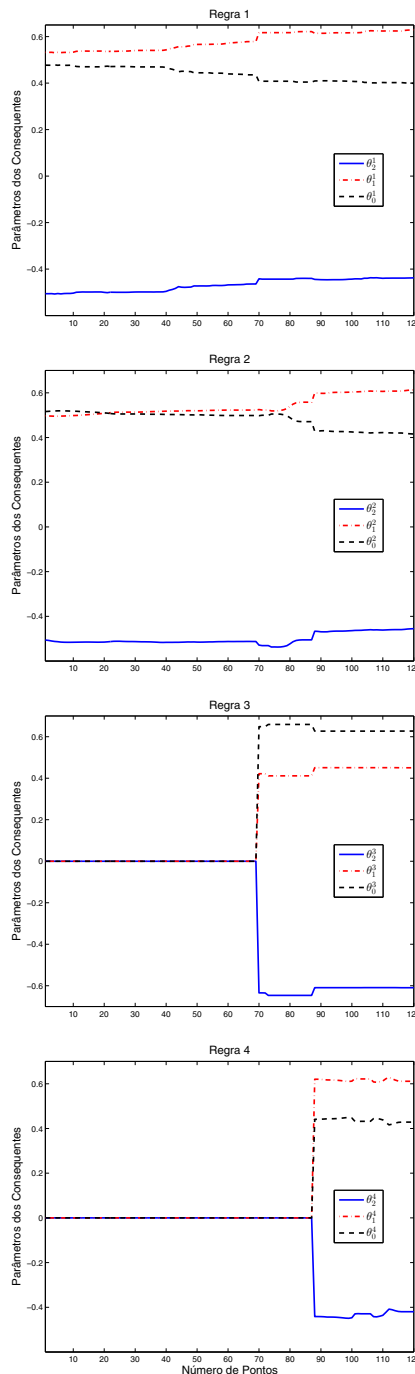 Regra 1
Parâmetros dos Consequentes
0.6
0.4
0.2
0
−0.2
−0.4
θ₂¹
θ₁¹
θ₀¹
10 20 30 40 50 60 70 80 90 100 110 120
Regra 2
Parâmetros dos Consequentes
0.6
0.4
0.2
0
−0.2
−0.4
θ₂²
θ₁²
θ₀²
10 20 30 40 50 60 70 80 90 100 110 120
Regra 3
Parâmetros dos Consequentes
0.6
0.4
0.2
0
−0.2
−0.4
−0.6
θ₂³
θ₁³
θ₀³
10 20 30 40 50 60 70 80 90 100 110 120
Regra 4
Parâmetros dos Consequentes
0.6
0.4
0.2
0
−0.2
−0.4
θ₂⁴
θ₁⁴
θ₀⁴
10 20 30 40 50 60 70 80 90 100 110 120
Número de Pontos